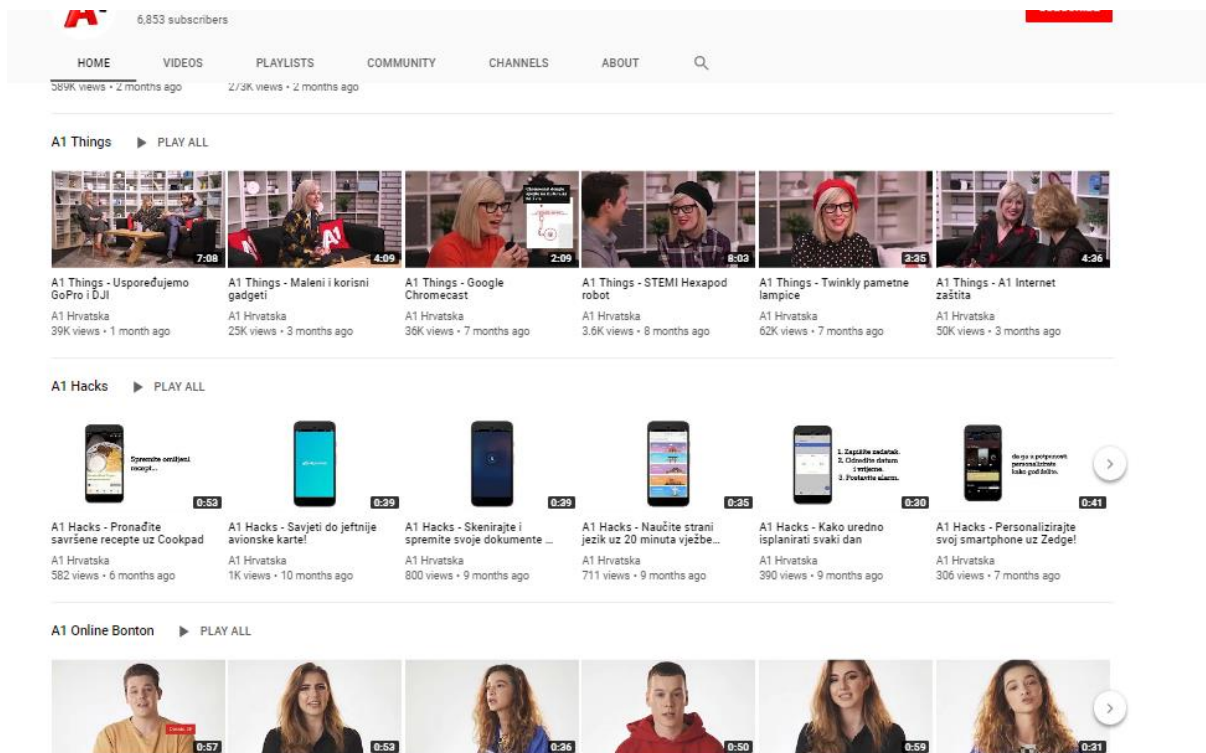 A1
6,853 subscribers
SUBSCRIBE
HOME VIDEOS PLAYLISTS COMMUNITY CHANNELS ABOUT
589K views • 2 months ago 273K views • 2 months ago
A1 Things PLAY ALL
7:08 4:09 2:09 8:03 3:35 4:36
A1 Things - Uspoređujemo GoPro i DJI
A1 Hrvatska
39K views • 1 month ago
A1 Things - Maleni i korisni gadgeti
A1 Hrvatska
25K views • 3 months ago
A1 Things - Google Chromecast
A1 Hrvatska
36K views • 7 months ago
A1 Things - STEMI Hexapod robot
A1 Hrvatska
3.6K views • 8 months ago
A1 Things - Twinkly pametne lampice
A1 Hrvatska
62K views • 7 months ago
A1 Things - A1 Internet zaštita
A1 Hrvatska
50K views • 3 months ago
A1 Hacks PLAY ALL
Spremite omiljeni
recept...
1. Zapišite zadatak.
2. Odredite datum
i vrijeme.
3. Postavite alarm.
da ga u potpunosti
personalizirate
kako god želite.
0:53 0:39 0:39 0:35 0:30 0:41
A1 Hacks - Pronađite
savršene recepte uz Cookpad
A1 Hrvatska
582 views • 6 months ago
A1 Hacks - Savjeti do jeftnije
avionske karte!
A1 Hrvatska
1K views • 10 months ago
A1 Hacks - Skenirajte i
spremite svoje dokumente ...
A1 Hrvatska
800 views • 9 months ago
A1 Hacks - Naučite strani
jezik uz 20 minuta vježbe...
A1 Hrvatska
711 views • 9 months ago
A1 Hacks - Kako uredno
isplanirati svaki dan
A1 Hrvatska
390 views • 9 months ago
A1 Hacks - Personalizirajte
svoj smartphone uz Zedge!
A1 Hrvatska
306 views • 7 months ago
A1 Online Bonton PLAY ALL
0:57 0:53 0:36 0:50 0:59 0:31